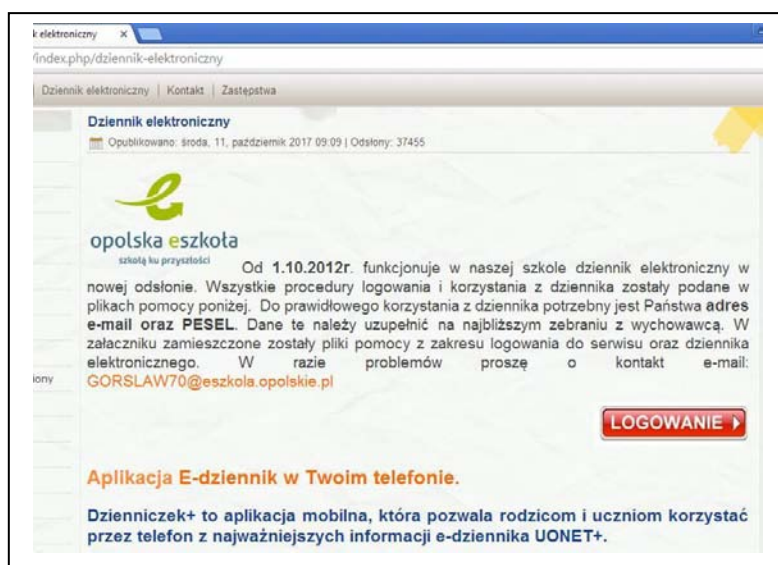 k elektroniczny x
/index.php/dziennik-elektroniczny
| Dziennik elektroniczny | Kontakt | Zastępstwa
Dziennik elektroniczny
Opublikowano: środa, 11, październik 2017 09:09 | Odsłony: 37455
opolska eszkoła
szkołą ku przyszłości
Od 1.10.2012r. funkcjonuje w naszej szkole dziennik elektroniczny w
nowej odsłonie. Wszystkie procedury logowania i korzystania z dziennika zostały podane w
plikach pomocy poniżej. Do prawidłowego korzystania z dziennika potrzebny jest Państwa adres
e-mail oraz PESEL. Dane te należy uzupełnić na najbliższym zebraniu z wychowawcą. W
załaczniku zamieszczone zostały pliki pomocy z zakresu logowania do serwisu oraz dziennika
elektronicznego. W razie problemów proszę o kontakt e-mail:
iony
GORSLAW70@eszkola.opolskie.pl
LOGOWANIE
Aplikacja E-dziennik w Twoim telefonie.
Dzienniczek+ to aplikacja mobilna, która pozwala rodzicom i uczniom korzystać
przez telefon z najważniejszych informacji e-dziennika UONET+.